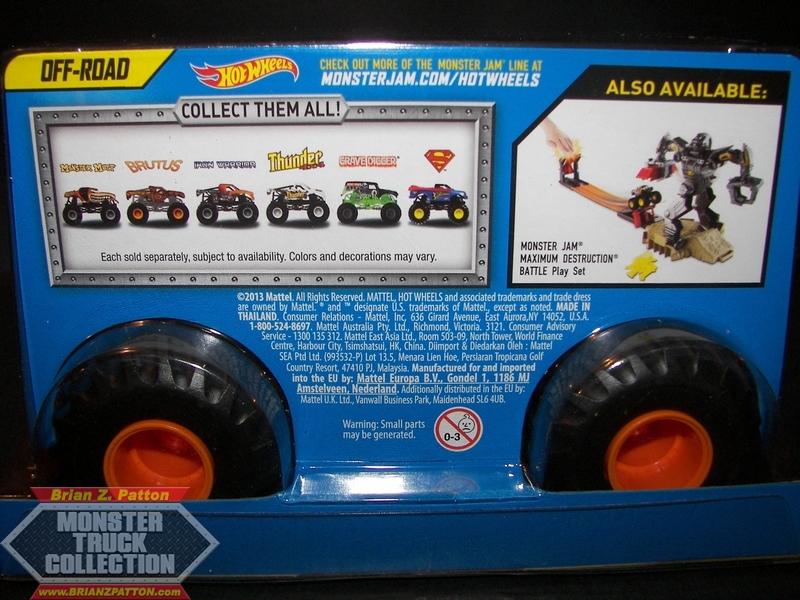 OFF-ROAD
Hot Wheels
CHECK OUT MORE OF THE MONSTER JAM® LINE AT
MONSTERJAM.COM/HOTWHEELS
COLLECT THEM ALL!
MONSTER MUTT
BRUTUS
IRON WARRIOR
Thunder
GRAVE DIGGER
S
Each sold separately, subject to availability. Colors and decorations may vary.
ALSO AVAILABLE:
MONSTER JAM®
MAXIMUM DESTRUCTION®
BATTLE Play Set
©2013 Mattel. All Rights Reserved. MATTEL, HOT WHEELS and associated trademarks and trade dress
are owned by Mattel. ® and ™ designate U.S. trademarks of Mattel, except as noted. MADE IN
THAILAND. Consumer Relations - Mattel, Inc, 636 Girard Avenue, East Aurora,NY 14052, U.S.A.
1-800-524-8697. Mattel Australia Pty. Ltd., Richmond, Victoria. 3121. Consumer Advisory
Service - 1300 135 312. Mattel East Asia Ltd., Room 503-09, North Tower, World Finance
Centre, Harbour City, Tsimshatsui, HK, China. Diimport & Diedarkan Oleh : Mattel
SEA Ptd Ltd. (993532-P) Lot 13.5, Menara Lien Hoe, Persiaran Tropicana Golf
Country Resort, 47410 PJ, Malaysia. Manufactured for and imported
into the EU by: Mattel Europa B.V., Gondel 1, 1186 MJ
Amstelveen, Nederland. Additionally distributed in the EU by:
Mattel U.K. Ltd., Vanwall Business Park, Maidenhead SL6 4UB.
Warning: Small parts
may be generated.
0-3
Brian Z. Patton
MONSTER
TRUCK
COLLECTION
www.BRIANZPATTON.com